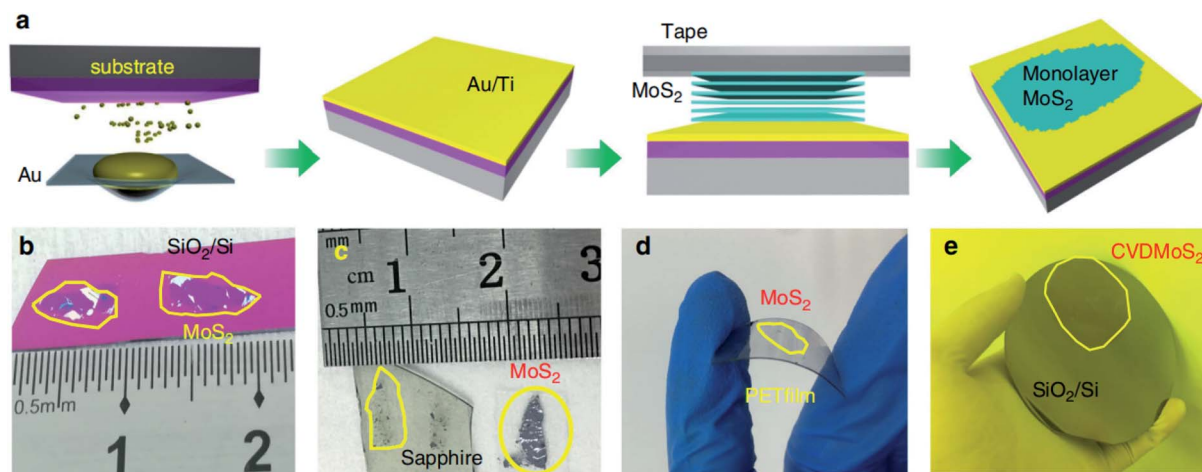 a
substrate
Au
Au/Ti
Tape
MoS₂
Monolayer
MoS₂
b
SiO₂/Si
MoS₂
0.5mm
1 2
c
mm
cm 1 2 3
0.5mm
MoS₂
Sapphire
d
MoS₂
PETfilm
e
CVDMoS₂
SiO₂/Si